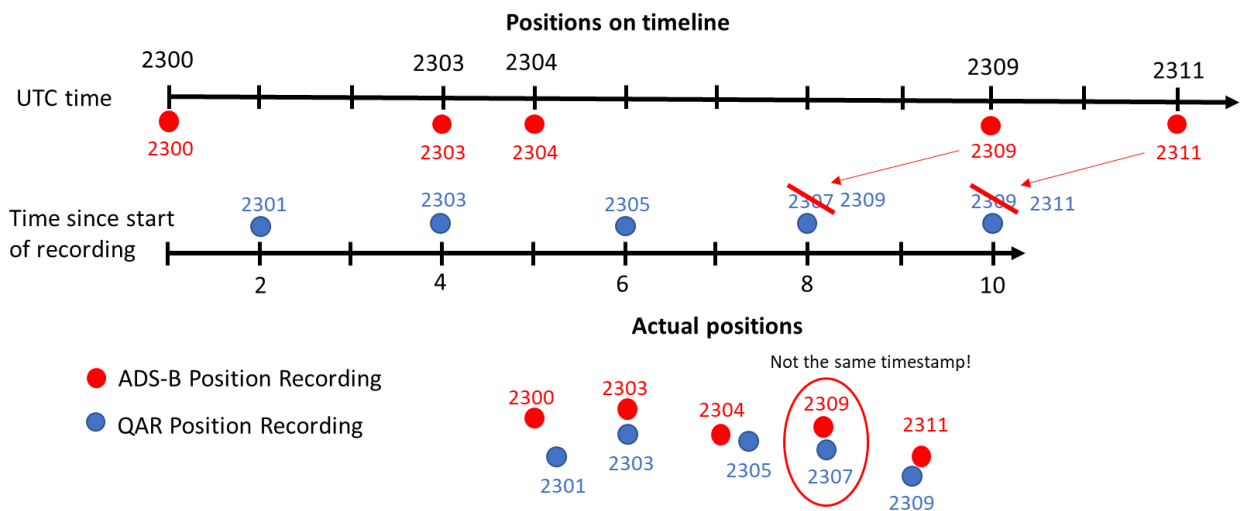 Positions on timeline
2300 2303 2304 2309 2311
UTC time
2300 2303 2304 2309 2311
2301 2303 2305 2307 2309 2309 2311
Time since start
of recording
2 4 6 8 10
Actual positions
Not the same timestamp!
ADS-B Position Recording
QAR Position Recording
2300 2303 2304 2309 2311
2301 2303 2305 2307 2309